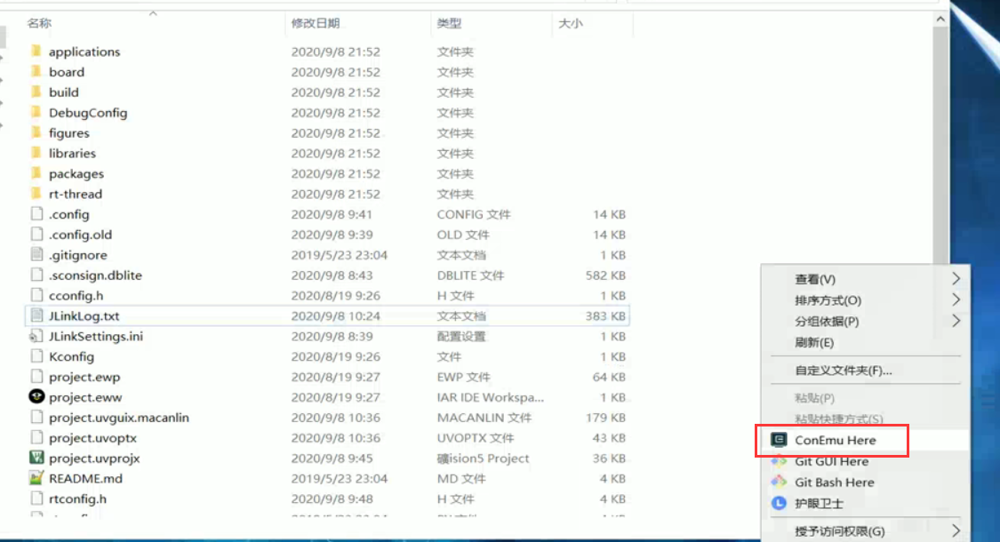 名称 修改日期 类型 大小
applications 2020/9/8 21:52 文件夹
board 2020/9/8 21:52 文件夹
build 2020/9/8 21:52 文件夹
DebugConfig 2020/9/8 21:52 文件夹
figures 2020/9/8 21:52 文件夹
libraries 2020/9/8 21:52 文件夹
packages 2020/9/8 21:52 文件夹
rt-thread 2020/9/8 21:52 文件夹
.config 2020/9/8 9:41 CONFIG 文件 14 KB
.config.old 2020/9/8 9:39 OLD 文件 14 KB
.gitignore 2019/5/23 23:04 文本文档 1 KB
.sconsign.dblite 2020/9/8 8:43 DBLITE 文件 582 KB
cconfig.h 2020/8/19 9:26 H 文件 1 KB
JLinkLog.txt 2020/9/8 10:24 文本文档 383 KB
JLinkSettings.ini 2020/9/8 8:39 配置设置 1 KB
Kconfig 2020/8/19 9:26 文件 1 KB
project.ewp 2020/8/19 9:27 EWP 文件 64 KB
project.eww 2020/8/19 9:27 IAR IDE Workspa... 1 KB
project.uvguix.macanlin 2020/9/8 10:36 MACANLIN 文件 179 KB
project.uvoptx 2020/9/8 10:36 UVOPTX 文件 43 KB
project.uvprojx 2020/9/8 9:45 礦ision5 Project 36 KB
README.md 2019/5/23 23:04 MD 文件 4 KB
rtconfig.h 2020/9/8 9:48 H 文件 4 KB
查看(V)
排序方式(O)
分组依据(P)
刷新(E)
自定义文件夹(F)...
粘贴(P)
粘贴快捷方式(S)
ConEmu Here
Git GUI Here
Git Bash Here
护眼卫士
授予访问权限(G)